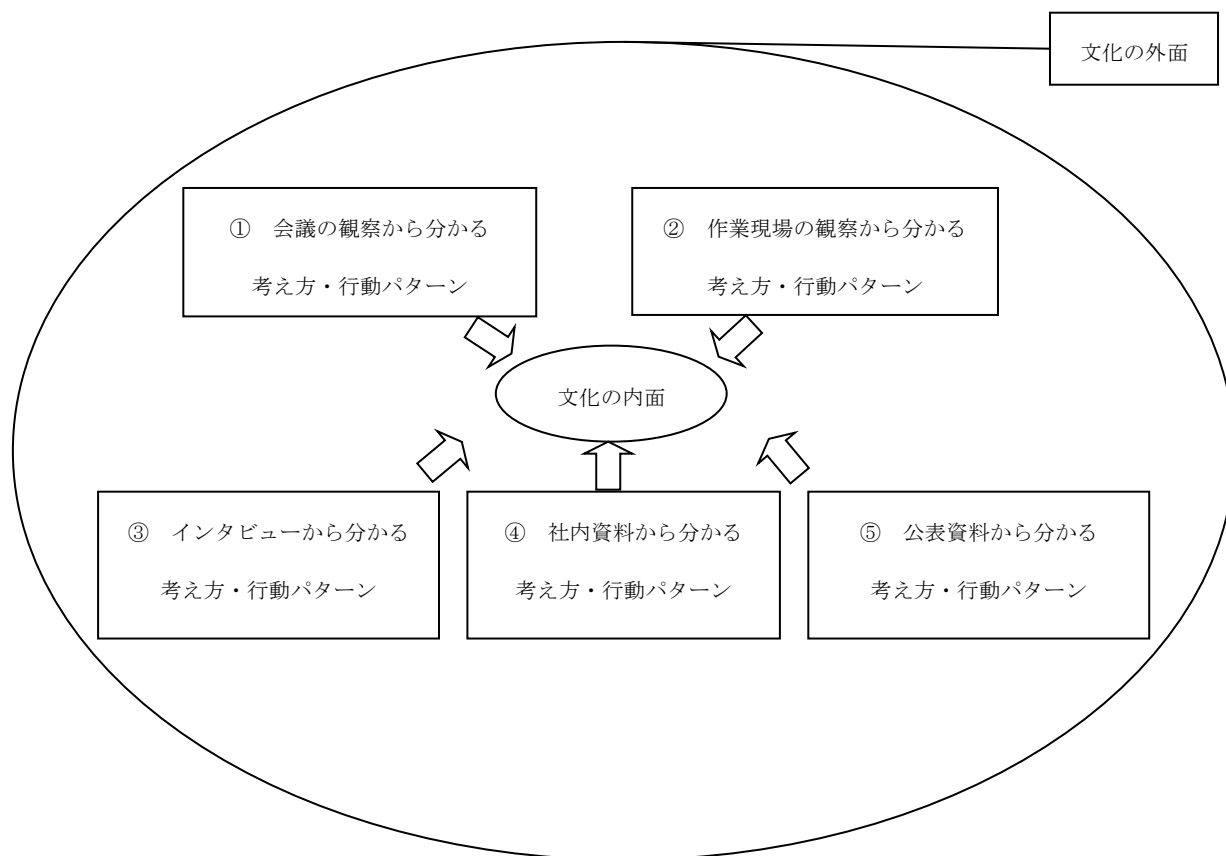 文化の外面
① 会議の観察から分かる
考え方・行動パターン
② 作業現場の観察から分かる
考え方・行動パターン
文化の内面
③ インタビューから分かる
考え方・行動パターン
④ 社内資料から分かる
考え方・行動パターン
⑤ 公表資料から分かる
考え方・行動パターン